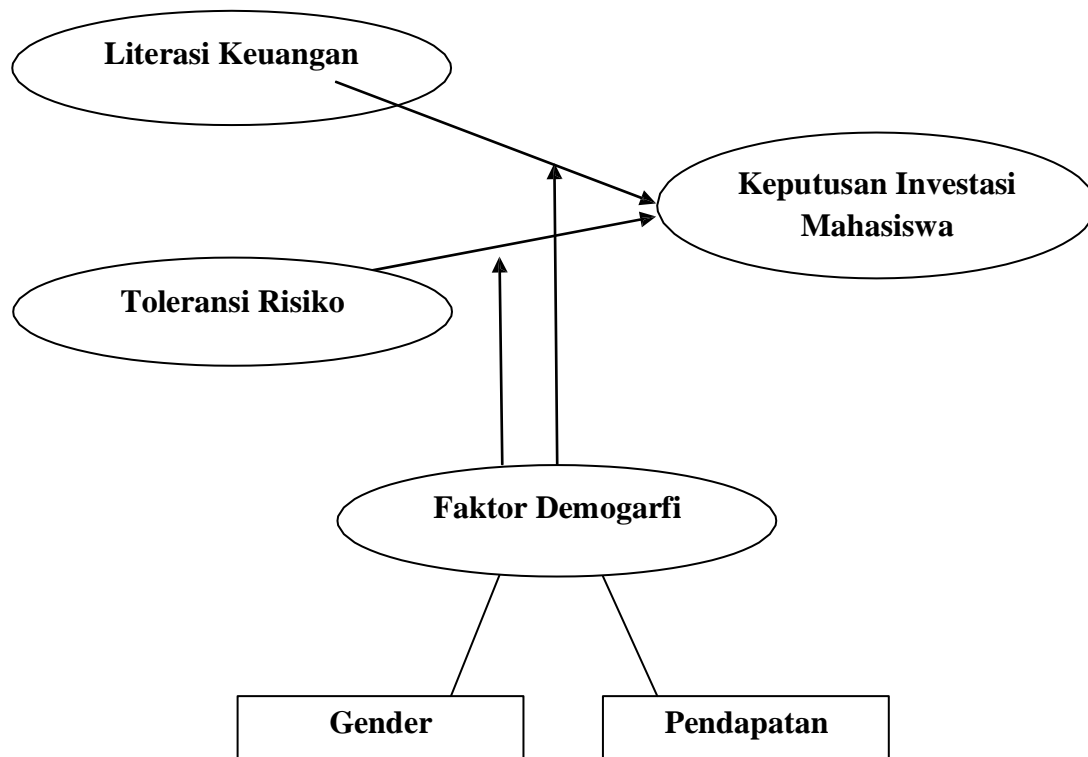 Literasi Keuangan
Keputusan Investasi
Mahasiswa
Toleransi Risiko
Faktor Demogarfi
Gender
Pendapatan